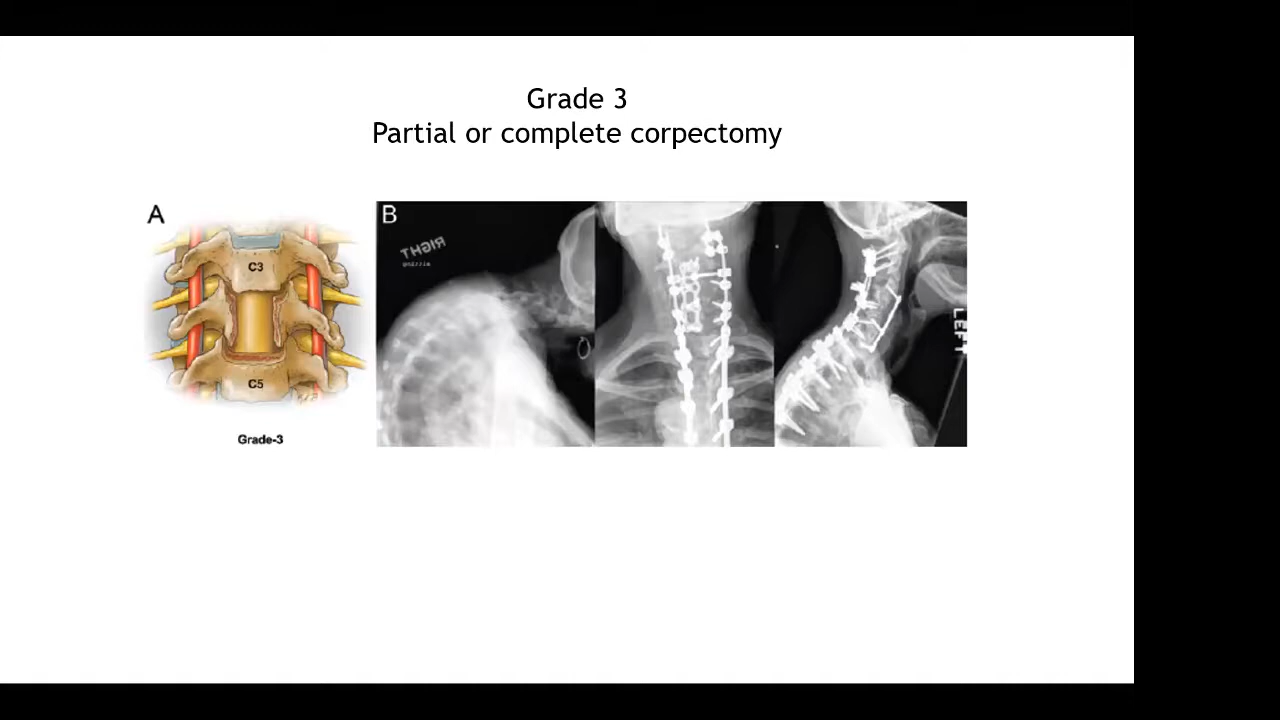 Grade 3
Partial or complete corpectomy
A
C3
C5
Grade-3
B
RIGHT
LEFT